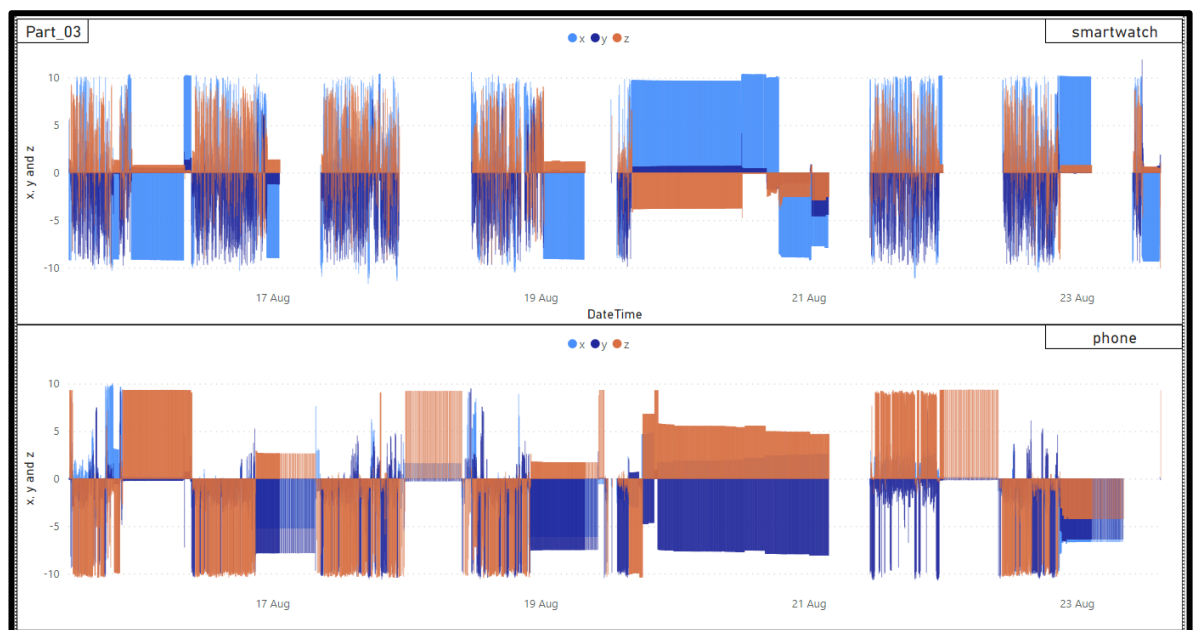 Part_03
smartwatch
x y z
10
5
0
-5
-10
x, y and z
17 Aug 19 Aug 21 Aug 23 Aug
DateTime
phone
x y z
10
5
0
-5
-10
x, y and z
17 Aug 19 Aug 21 Aug 23 Aug